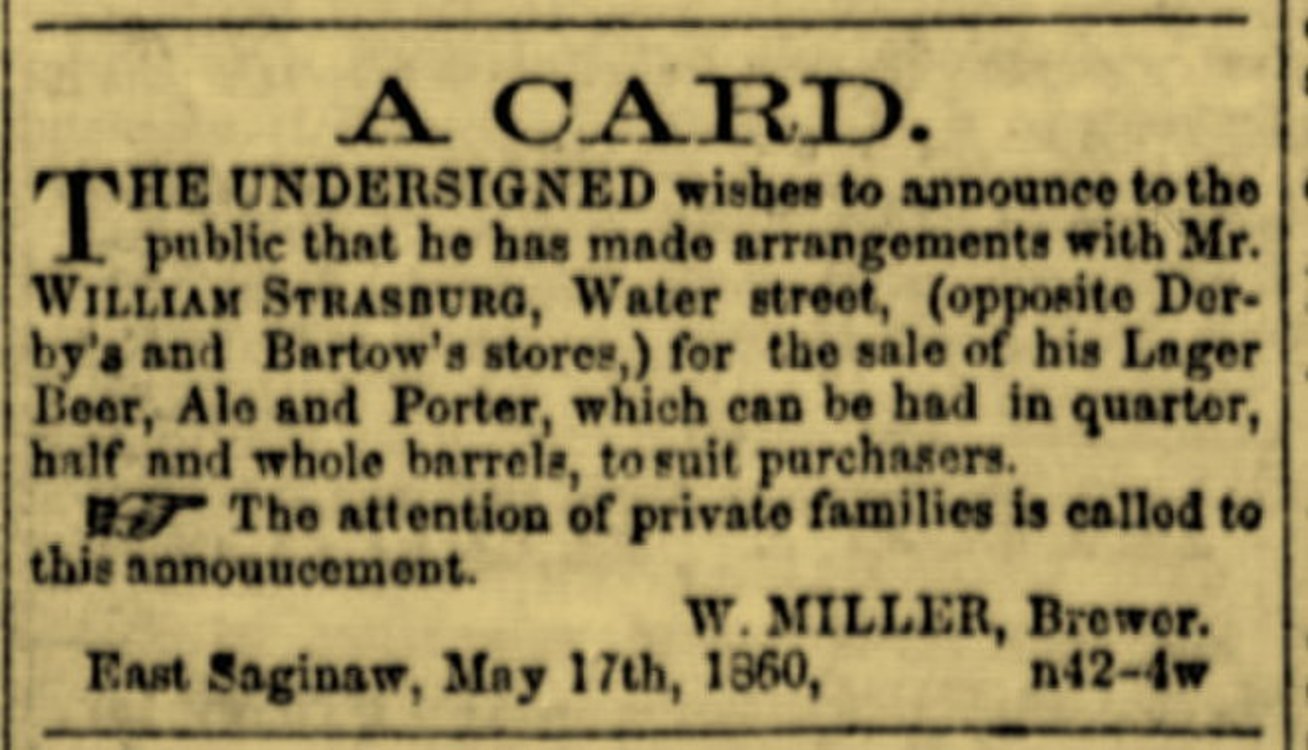 A CARD.
THE UNDERSIGNED wishes to announce to the
public that he has made arrangements with Mr.
WILLIAM STRASBURG, Water street, (opposite Der-
by's and Bartow's stores,) for the sale of his Lager
Beer, Ale and Porter, which can be had in quarter,
half and whole barrels, to suit purchasers.
☞ The attention of private families is called to
this annouucement.
W. MILLER, Brewer.
East Saginaw, May 17th, 1860, n42-4w